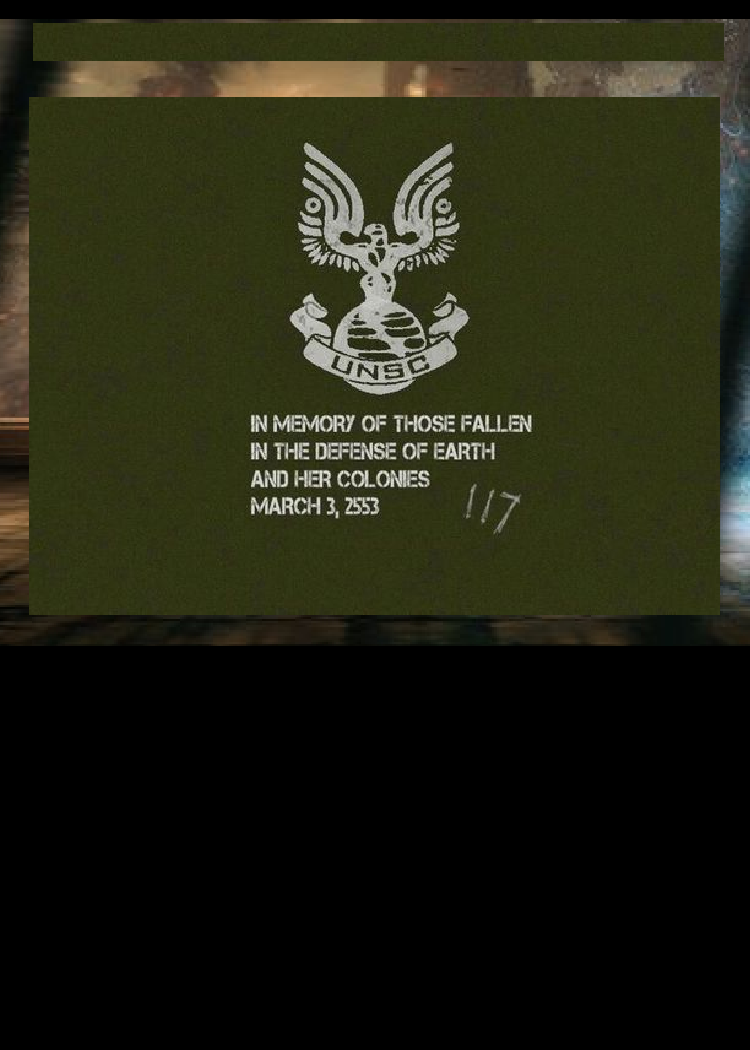 UNSC
IN MEMORY OF THOSE FALLEN
IN THE DEFENSE OF EARTH
AND HER COLONIES
MARCH 3, 2553
117